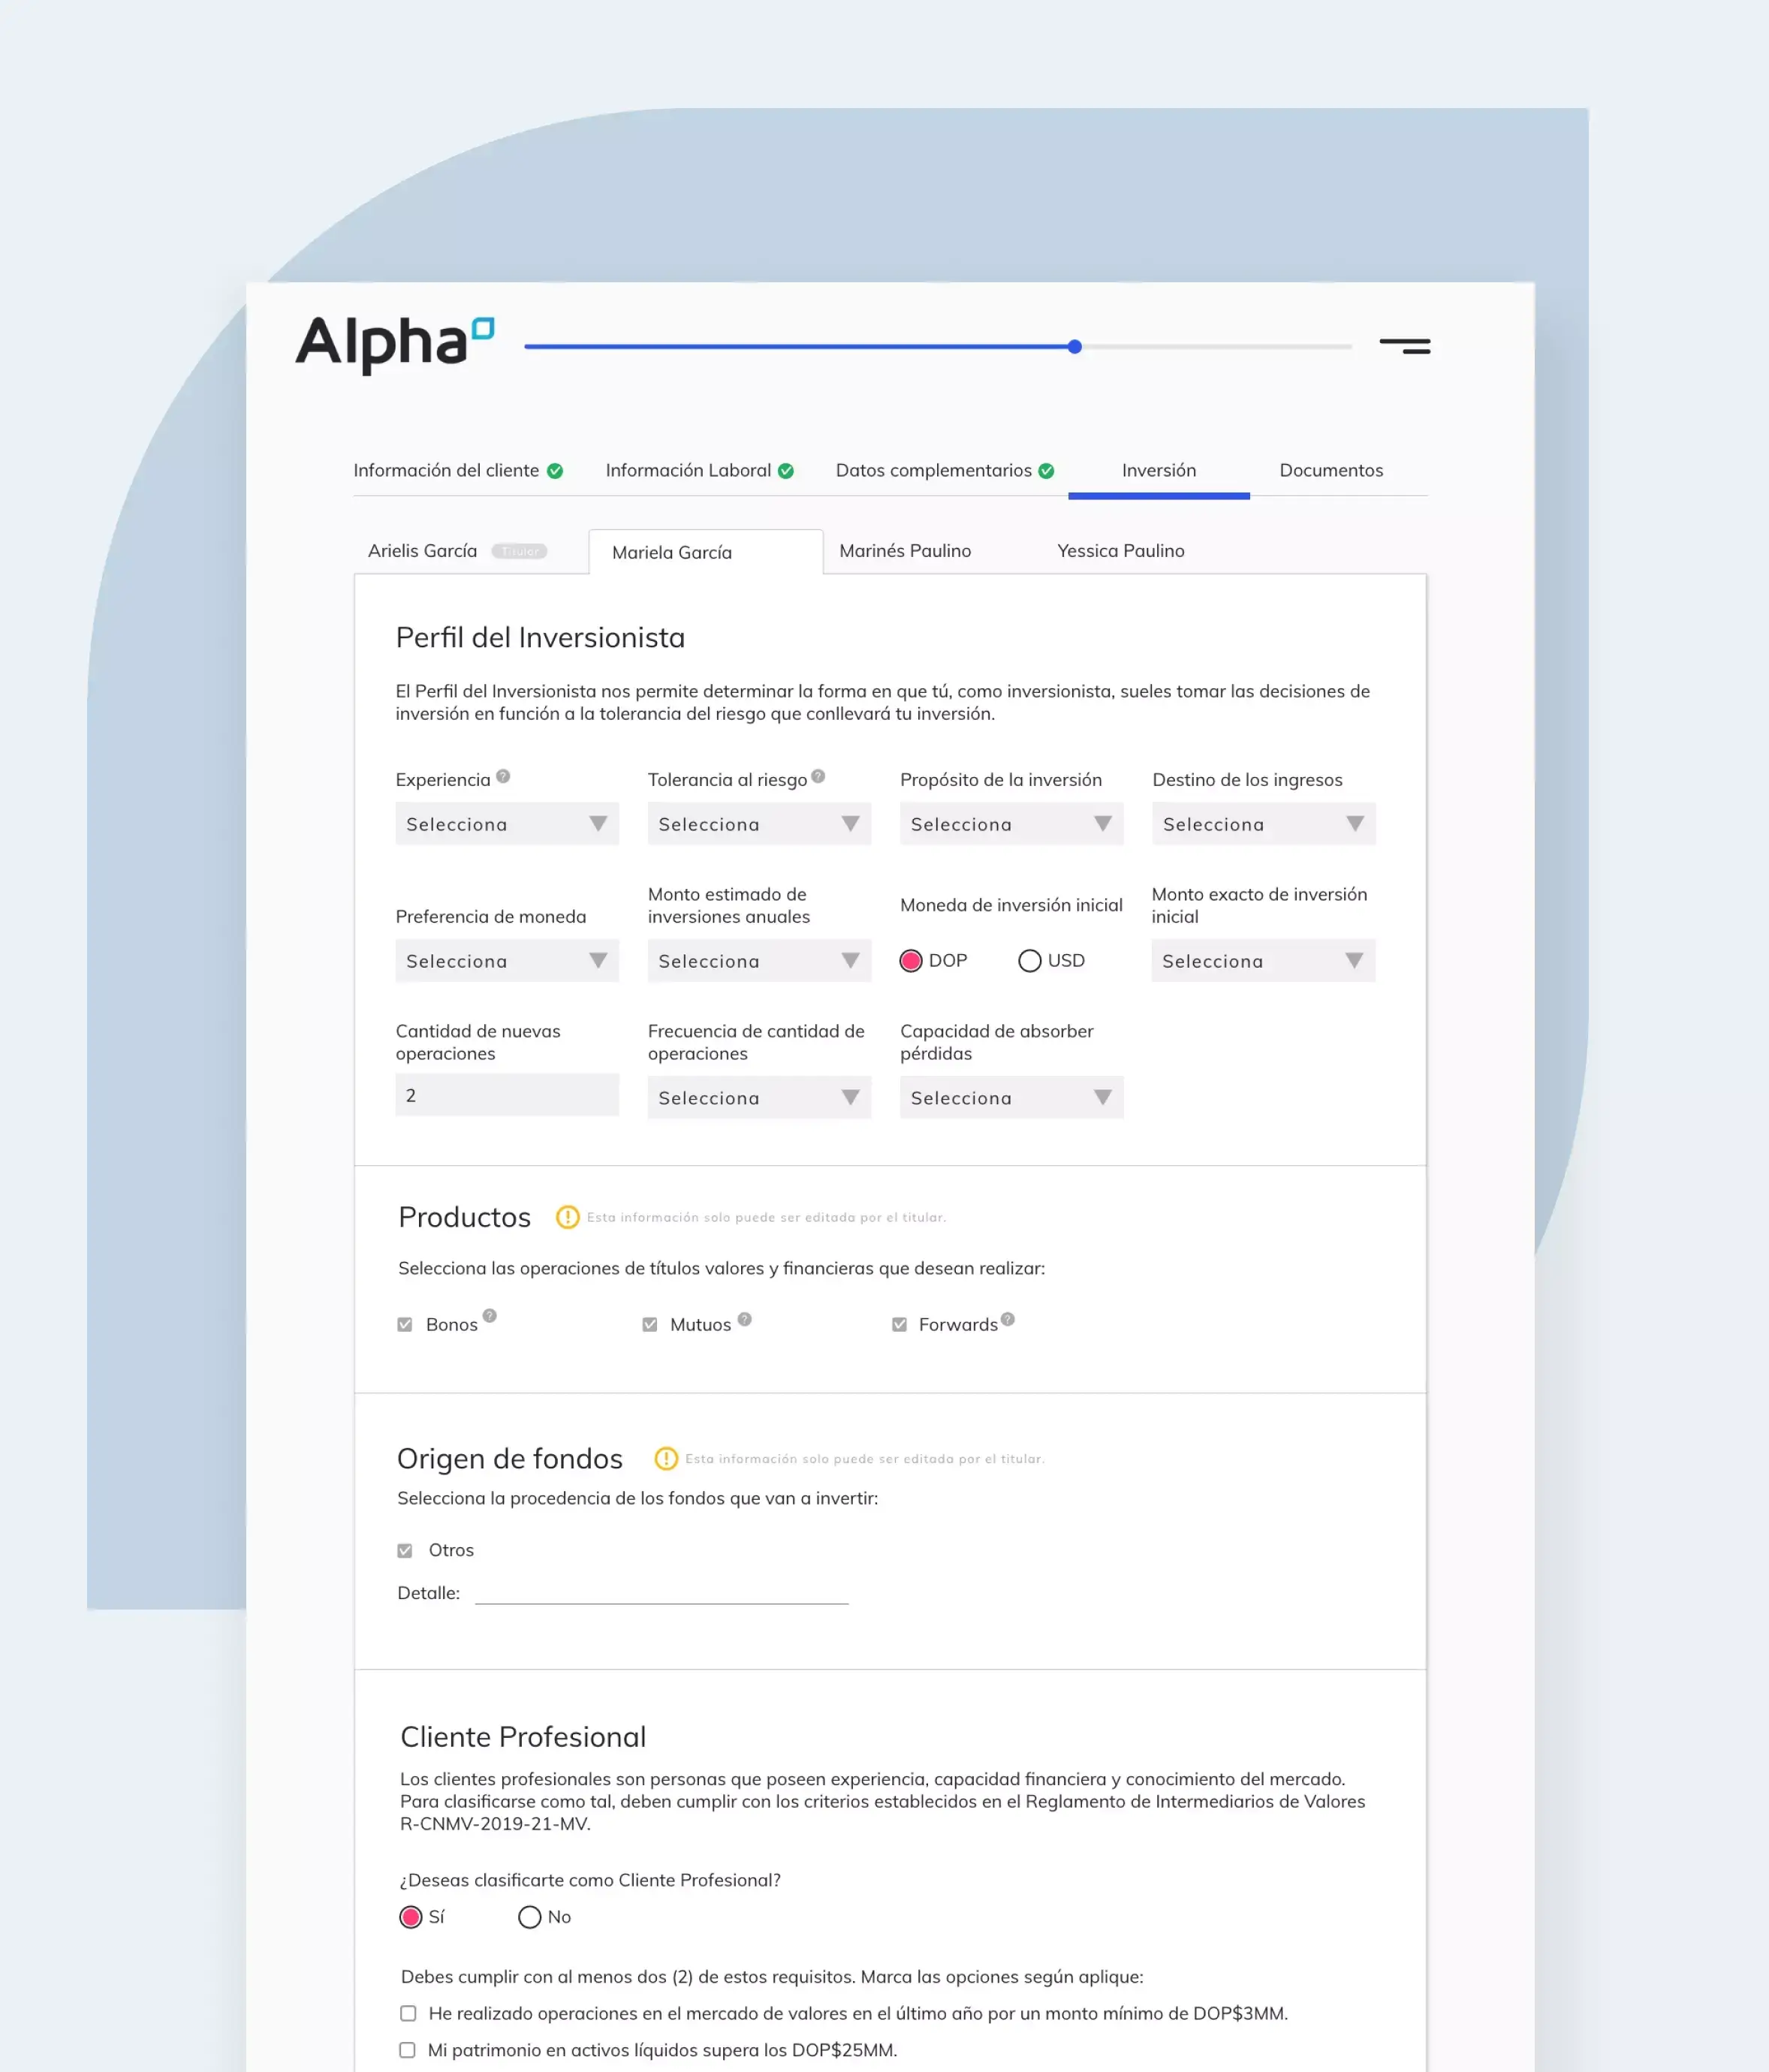 Alpha
Información del cliente
Información Laboral
Datos complementarios
Inversión
Documentos
Arielis García
Titular
Mariela García
Marinés Paulino
Yessica Paulino
Perfil del Inversionista
El Perfil del Inversionista nos permite determinar la forma en que tú, como inversionista, sueles tomar las decisiones de
inversión en función a la tolerancia del riesgo que conllevará tu inversión.
Experiencia ?
Tolerancia al riesgo ?
Propósito de la inversión
Destino de los ingresos
Selecciona
Selecciona
Selecciona
Selecciona
Preferencia de moneda
Monto estimado de
inversiones anuales
Moneda de inversión inicial
Monto exacto de inversión
inicial
Selecciona
Selecciona
DOP
USD
Selecciona
Cantidad de nuevas
operaciones
Frecuencia de cantidad de
operaciones
Capacidad de absorber
pérdidas
2
Selecciona
Selecciona
Productos
Esta información solo puede ser editada por el titular.
Selecciona las operaciones de títulos valores y financieras que desean realizar:
Bonos ?
Mutuos ?
Forwards ?
Origen de fondos
Esta información solo puede ser editada por el titular.
Selecciona la procedencia de los fondos que van a invertir:
Otros
Detalle:
Cliente Profesional
Los clientes profesionales son personas que poseen experiencia, capacidad financiera y conocimiento del mercado.
Para clasificarse como tal, deben cumplir con los criterios establecidos en el Reglamento de Intermediarios de Valores
R-CNMV-2019-21-MV.
¿Deseas clasificarte como Cliente Profesional?
Sí
No
Debes cumplir con al menos dos (2) de estos requisitos. Marca las opciones según aplique:
He realizado operaciones en el mercado de valores en el último año por un monto mínimo de DOP$3MM.
Mi patrimonio en activos líquidos supera los DOP$25MM.